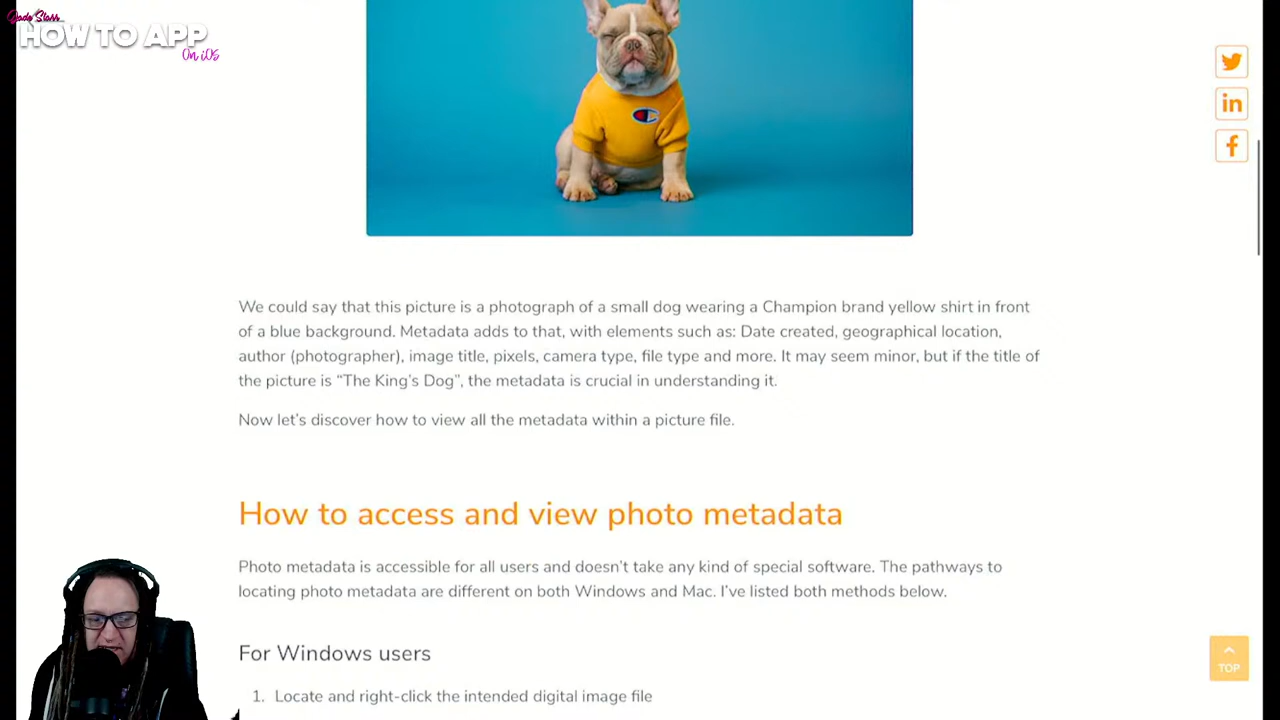 Jade Starr
HOW TO APP
On iOS
We could say that this picture is a photograph of a small dog wearing a Champion brand yellow shirt in front
of a blue background. Metadata adds to that, with elements such as: Date created, geographical location,
author (photographer), image title, pixels, camera type, file type and more. It may seem minor, but if the title of
the picture is “The King’s Dog”, the metadata is crucial in understanding it.
Now let’s discover how to view all the metadata within a picture file.
How to access and view photo metadata
Photo metadata is accessible for all users and doesn’t take any kind of special software. The pathways to
locating photo metadata are different on both Windows and Mac. I’ve listed both methods below.
For Windows users
1. Locate and right-click the intended digital image file
TOP